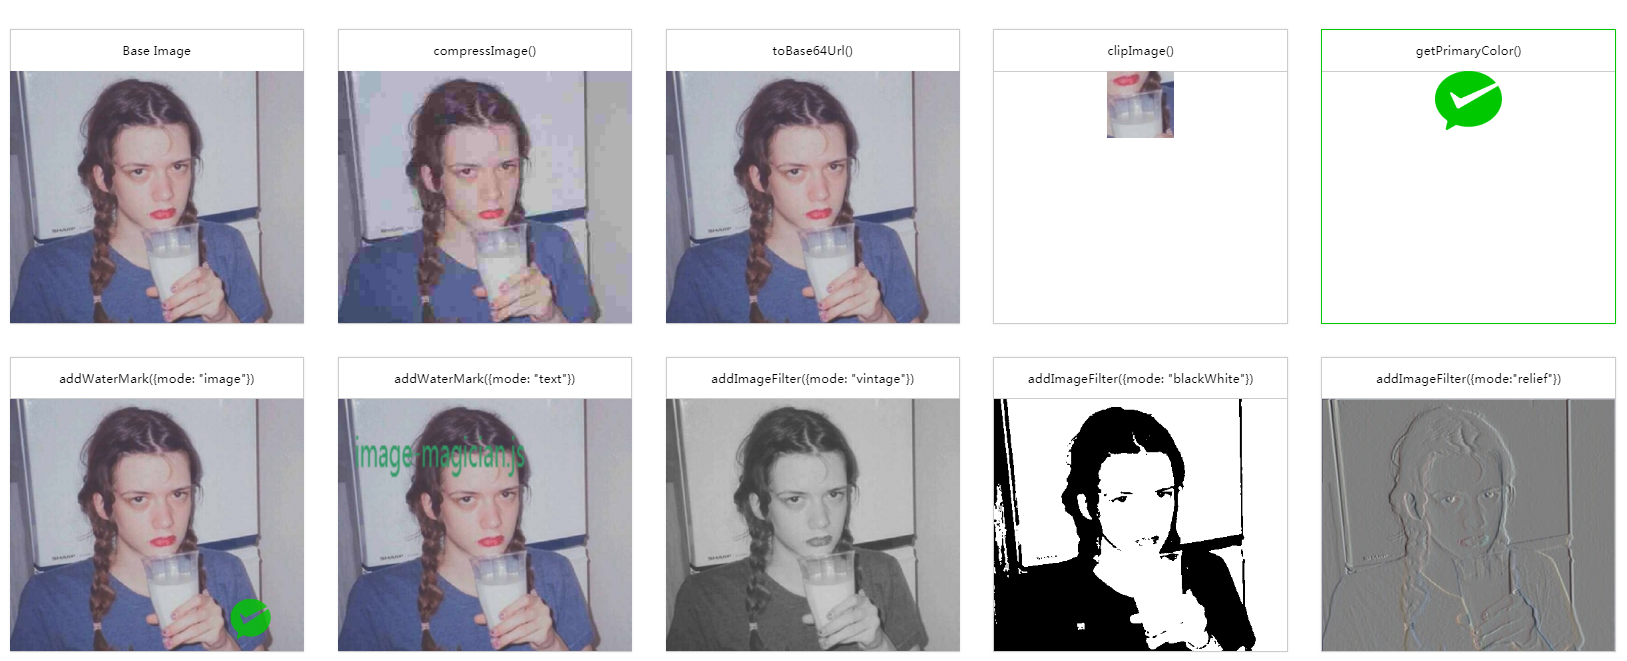 Base Image
compressImage()
toBase64Url()
clipImage()
getPrimaryColor()
addWaterMark({mode: "image"})
addWaterMark({mode: "text"})
addImageFilter({mode: "vintage"})
addImageFilter({mode: "blackWhite"})
addImageFilter({mode:"relief"})
image-magician.js